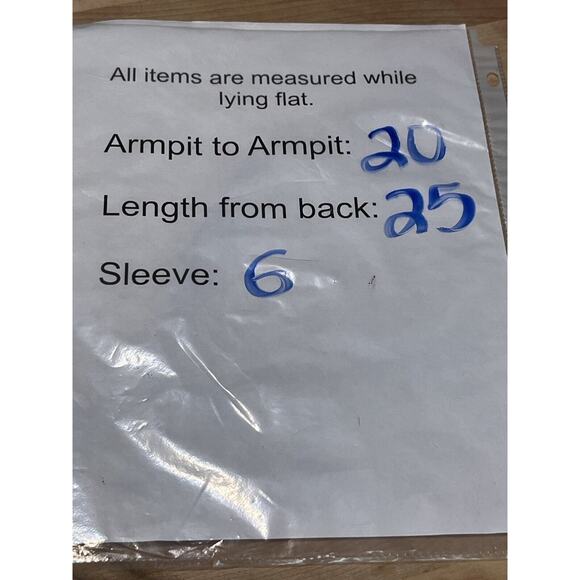 All items are measured while
lying flat.
Armpit to Armpit: 20
Length from back: 25
Sleeve: 6